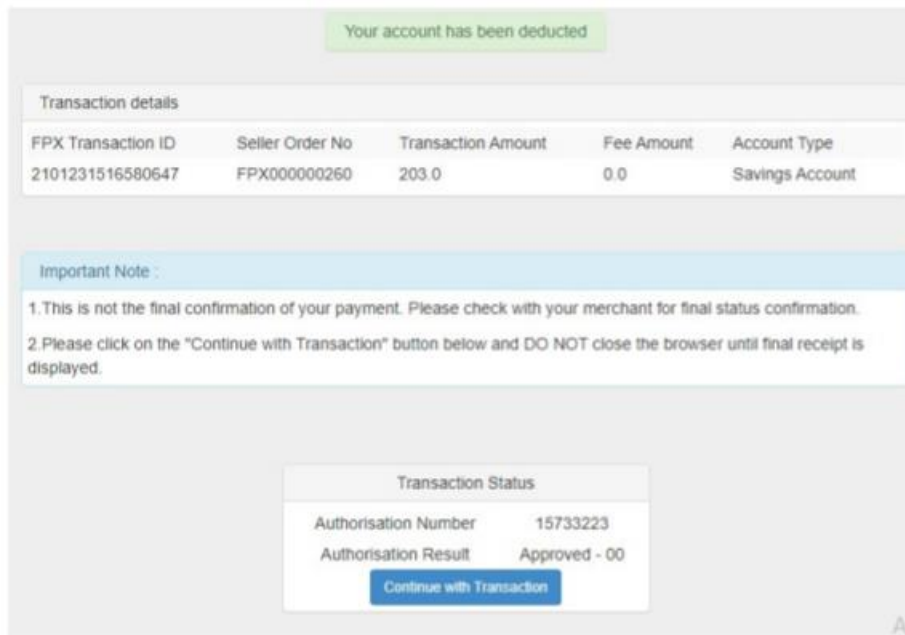 Your account has been deducted
Transaction details
FPX Transaction ID Seller Order No Transaction Amount Fee Amount Account Type
2101231516580647 FPX000000260 203.0 0.0 Savings Account
Important Note :
1.This is not the final confirmation of your payment. Please check with your merchant for final status confirmation.
2.Please click on the "Continue with Transaction" button below and DO NOT close the browser until final receipt is
displayed.
Transaction Status
Authorisation Number 15733223
Authorisation Result Approved - 00
Continue with Transaction
A